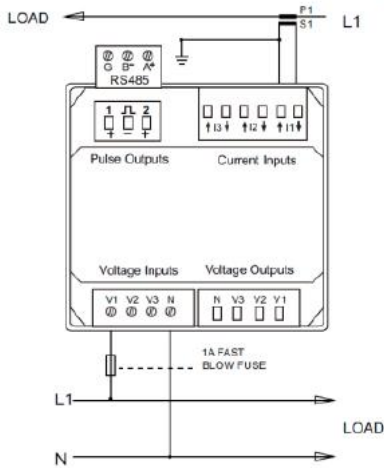 LOAD
P1
S1
L1
G B- A+
RS485
1 2
+ - +
I3 I2 I1
Pulse Outputs
Current Inputs
Voltage Inputs
Voltage Outputs
V1 V2 V3 N
N V3 V2 V1
1A FAST
BLOW FUSE
L1
LOAD
N